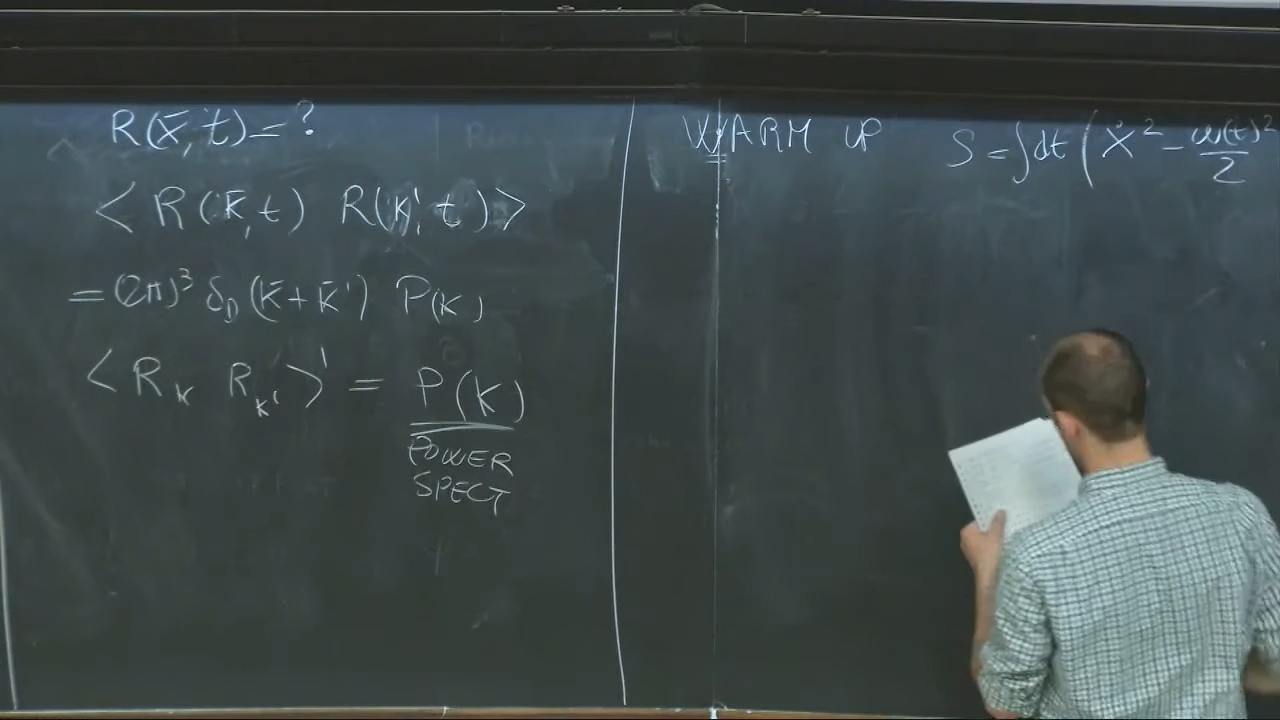 R(x̄, t) = ?
< R(k̄, t) R(k̄', t) >
= (2π)³ δ_D (k̄ + k̄') P(k)
< R_k R_k' >' = P(k)
POWER
SPECT
WARM UP S = ∫dt ( ẋ² − ω(t)²/2